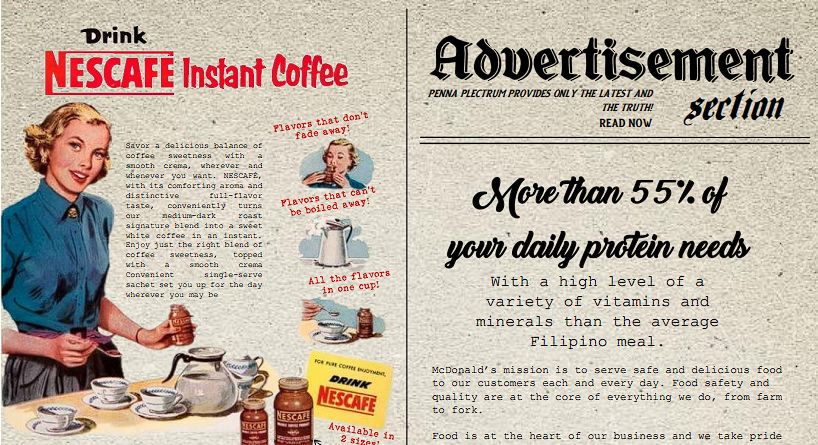 Drink
NESCAFÉ Instant Coffee
Savor a delicious balance of
coffee sweetness with a
smooth crema, wherever and
whenever you want. NESCAFÉ,
with its comforting aroma and
distinctive full-flavor
taste, conveniently turns
our medium-dark roast
signature blend into a sweet
white coffee in an instant.
Enjoy just the right blend of
coffee sweetness, topped
with a smooth crema
Convenient single-serve
sachet set you up for the day
wherever you may be
Flavors that don't
fade away!
Flavors that can't
be boiled away!
All the flavors
in one cup!
FOR PURE COFFEE ENJOYMENT,
DRINK
NESCAFÉ
Available in
2 sizes!
NESCAFÉ
NESCAFÉ
Advertisement
PENNA PLECTRUM PROVIDES ONLY THE LATEST AND
THE TRUTH!
READ NOW
section
More than 55% of
your daily protein needs
With a high level of a
variety of vitamins and
minerals than the average
Filipino meal.
McDonald's mission is to serve safe and delicious food
to our customers each and every day. Food safety and
quality are at the core of everything we do, from farm
to fork.
Food is at the heart of our business and we take pride